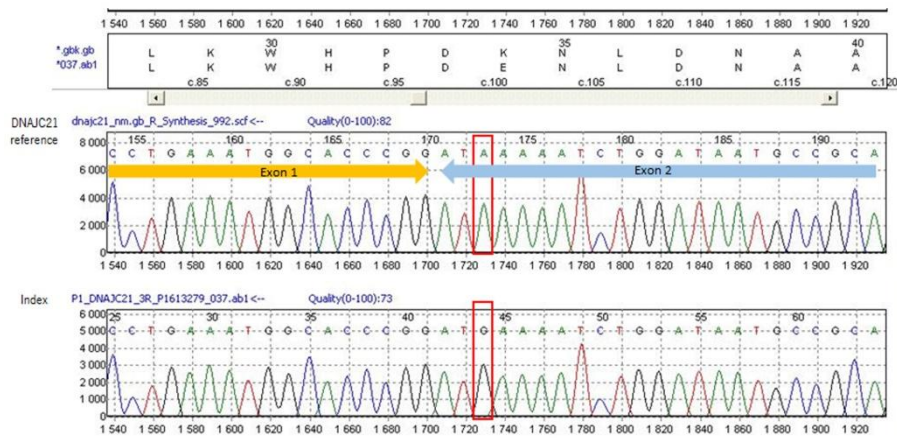 1 540 1 560 1 580 1 600 1 620 1 640 1 660 1 680 1 700 1 720 1 740 1 760 1 780 1 800 1 820 1 840 1 860 1 880 1 900 1 920
30 35 40
*.gbk.gb L K W H P D K N L D N A A
*037.ab1 L K W H P D E N L D N A A
c.85 c.90 c.95 c.100 c.105 c.110 c.115 c.120
DNAJC21 reference
dnajc21_nm.gb_R_Synthesis_992.scf <-- Quality(0-100):82
155 160 165 170 175 180 185 190
8 000
C C T G A A A T G G C A C C C G G A T A A A A A T C T G G A T A A T G C C G C A
6 000
Exon 1 Exon 2
4 000
2 000
0
1 540 1 560 1 580 1 600 1 620 1 640 1 660 1 680 1 700 1 720 1 740 1 760 1 780 1 800 1 820 1 840 1 860 1 880 1 900 1 920
Index
P1_DNAJC21_3R_P1613279_037.ab1 <-- Quality(0-100):73
25 30 35 40 45 50 55 60
6 000
5 000
C C T G A A A T G G C A C C C G G A T G A A A A T C T G G A T A A T G C C G C A
4 000
3 000
2 000
1 000
0
1 540 1 560 1 580 1 600 1 620 1 640 1 660 1 680 1 700 1 720 1 740 1 760 1 780 1 800 1 820 1 840 1 860 1 880 1 900 1 920